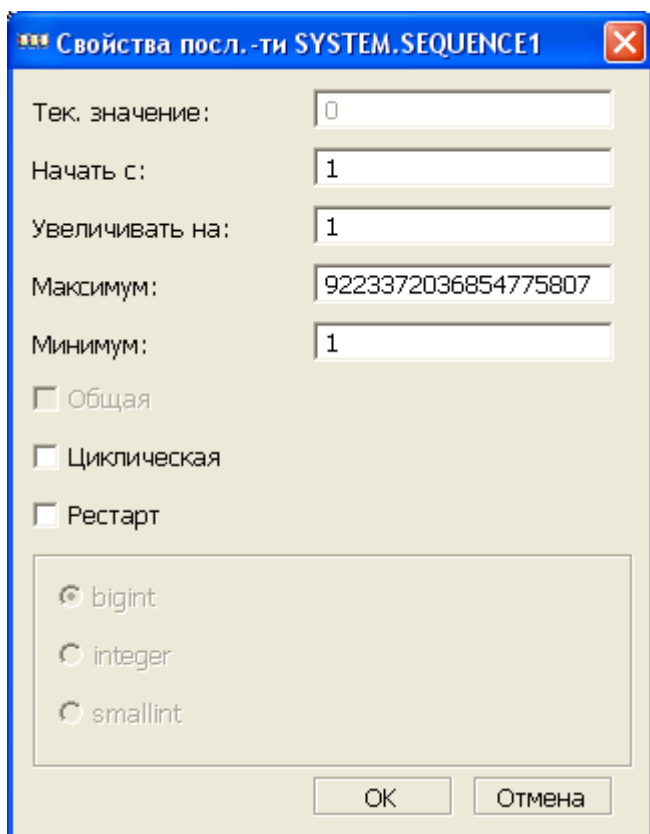 Свойства посл.-ти SYSTEM.SEQUENCE1
Тек. значение: 0
Начать с: 1
Увеличивать на: 1
Максимум: 9223372036854775807
Минимум: 1
Общая
Циклическая
Рестарт
bigint
integer
smallint
OK Отмена